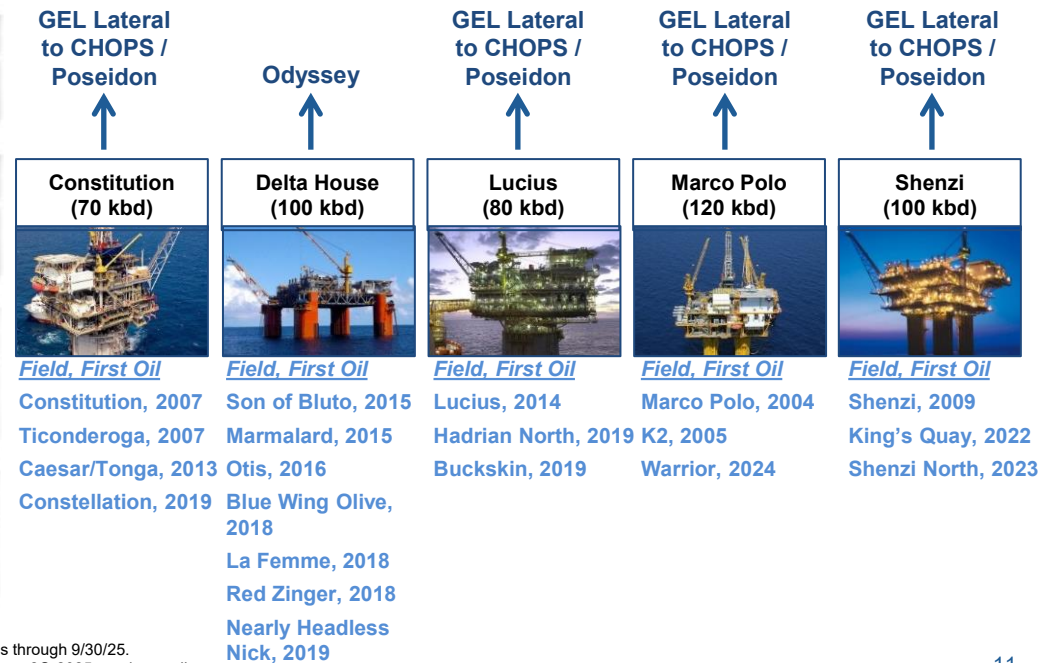 GEL Lateral
to CHOPS /
Poseidon
Odyssey
GEL Lateral
to CHOPS /
Poseidon
GEL Lateral
to CHOPS /
Poseidon
GEL Lateral
to CHOPS /
Poseidon
Constitution
(70 kbd)
Delta House
(100 kbd)
Lucius
(80 kbd)
Marco Polo
(120 kbd)
Shenzi
(100 kbd)
Field, First Oil
Constitution, 2007
Ticonderoga, 2007
Caesar/Tonga, 2013
Constellation, 2019
Field, First Oil
Son of Bluto, 2015
Marmalard, 2015
Otis, 2016
Blue Wing Olive,
2018
La Femme, 2018
Red Zinger, 2018
Nearly Headless
Nick, 2019
Field, First Oil
Lucius, 2014
Hadrian North, 2019
Buckskin, 2019
Field, First Oil
Marco Polo, 2004
K2, 2005
Warrior, 2024
Field, First Oil
Shenzi, 2009
King's Quay, 2022
Shenzi North, 2023
s through 9/30/25.
11